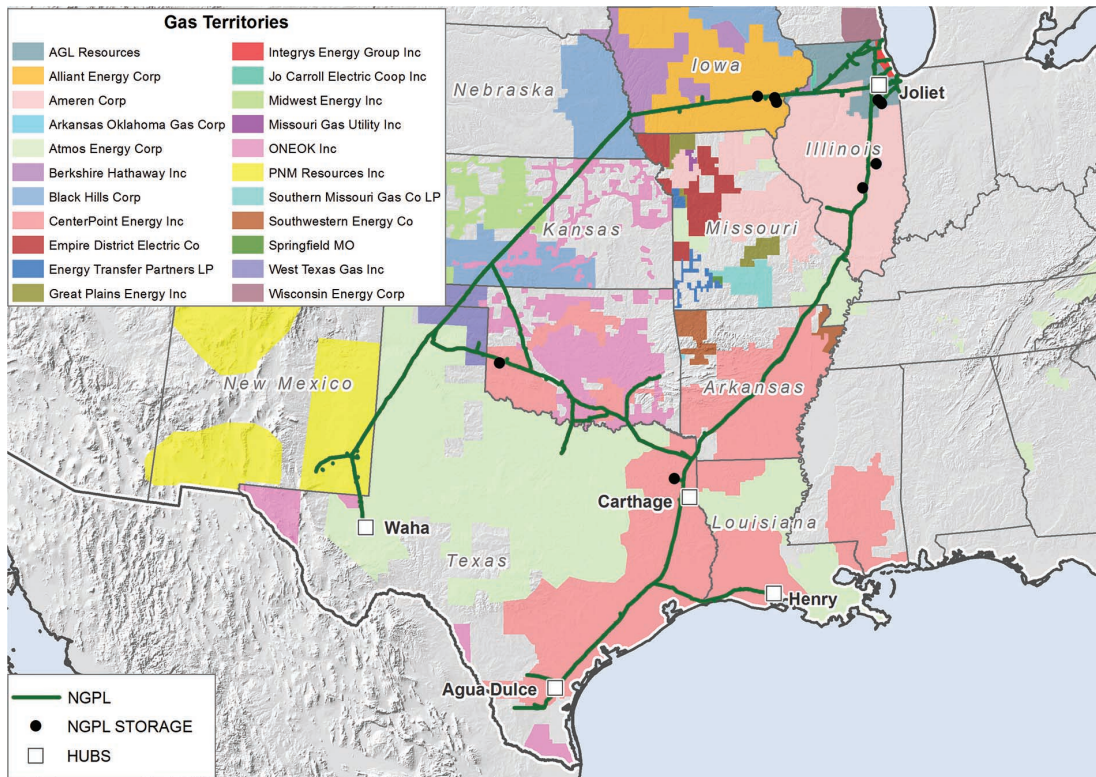 Gas Territories
AGL Resources
Alliant Energy Corp
Ameren Corp
Arkansas Oklahoma Gas Corp
Atmos Energy Corp
Berkshire Hathaway Inc
Black Hills Corp
CenterPoint Energy Inc
Empire District Electric Co
Energy Transfer Partners LP
Great Plains Energy Inc
Integrys Energy Group Inc
Jo Carroll Electric Coop Inc
Midwest Energy Inc
Missouri Gas Utility Inc
ONEOK Inc
PNM Resources Inc
Southern Missouri Gas Co LP
Southwestern Energy Co
Springfield MO
West Texas Gas Inc
Wisconsin Energy Corp
Iowa
Nebraska
Joliet
Illinois
Kansas
Missouri
New Mexico
Arkansas
Carthage
Waha
Louisiana
Texas
Henry
Agua Dulce
NGPL
NGPL STORAGE
HUBS